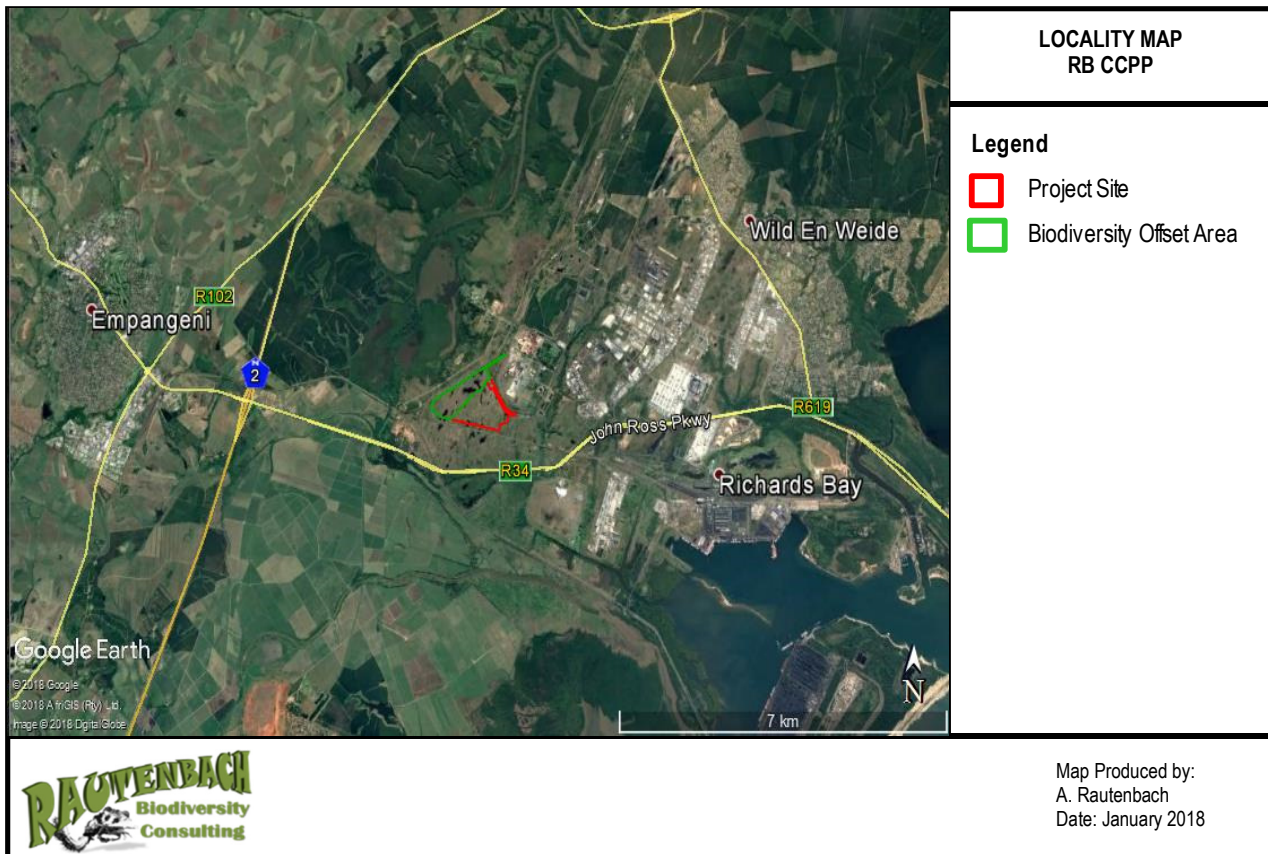 LOCALITY MAP
RB CCPP
Legend
Project Site
Biodiversity Offset Area
Wild En Weide
R102
Empangeni
N
2
R619
John Ross Pkwy
R34
Richards Bay
Google Earth
© 2018 Google
© 2018 AfriGIS (Pty) Ltd.
Image © 2018 DigitalGlobe
N
7 km
RAUTENBACH
Biodiversity
Consulting
Map Produced by:
A. Rautenbach
Date: January 2018